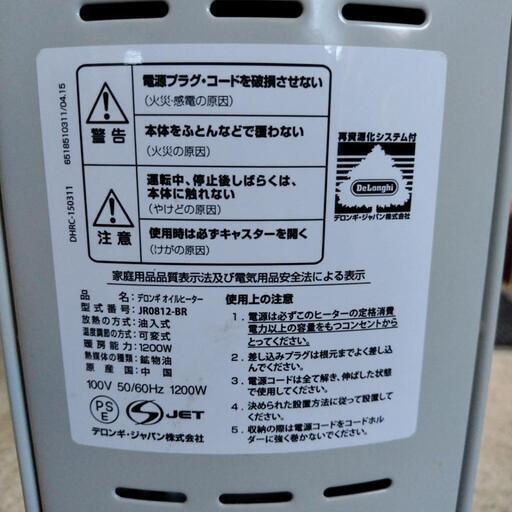 6518510311/04.15
DHRC-150311
警告
電源プラグ・コードを破損させない
(火災・感電の原因)
本体をふとんなどで覆わない
(火災の原因)
注意
運転中、停止後しばらくは、
本体に触れない
(やけどの原因)
使用時は必ずキャスターを開く
(けがの原因)
再資源化システム付
DeLonghi
デロンギ・ジャパン株式会社
家庭用品品質表示法及び電気用品安全法による表示
品名:デロンギ オイルヒーター
型式番号:JR0812-BR
放熱の方式:油入式
温度調節の方式:可変式
暖房能力:1200W
熱媒体の種類:鉱物油
原産国:中国
100V 50/60Hz 1200W
PSE
JET
デロンギ・ジャパン株式会社
使用上の注意
1. 電源は必ずこのヒーターの定格消費
電力以上の容量をもつコンセントから
とってください。
2. 差し込みプラグは根元までよく差し込
んでください。
3. 電源コードは全て解き、伸ばした状態
で使用してください。
4. 決められた設置方法に従って設置して
ください。
5. 収納の際は電源コードをコードホル
ダーに強く巻かないでください。